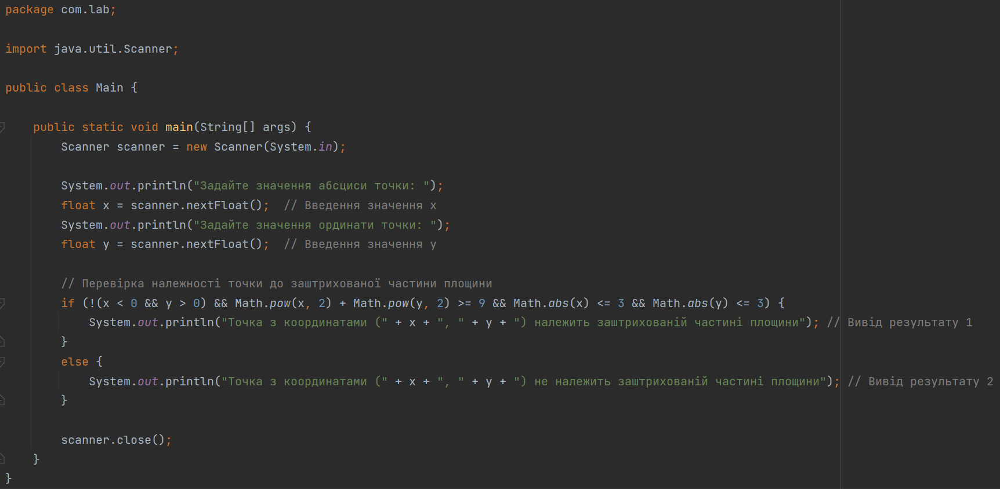 package com.lab;
import java.util.Scanner;
public class Main {
    public static void main(String[] args) {
        Scanner scanner = new Scanner(System.in);
        System.out.println("Задайте значення абсциси точки: ");
        float x = scanner.nextFloat();  // Введення значення x
        System.out.println("Задайте значення ординати точки: ");
        float y = scanner.nextFloat();  // Введення значення y
        // Перевірка належності точки до заштрихованої частини площини
        if (!(x < 0 && y > 0) && Math.pow(x, 2) + Math.pow(y, 2) >= 9 && Math.abs(x) <= 3 && Math.abs(y) <= 3) {
            System.out.println("Точка з координатами (" + x + ", " + y + ") належить заштрихованій частині площини"); // Вивід результату 1
        }
        else {
            System.out.println("Точка з координатами (" + x + ", " + y + ") не належить заштрихованій частині площини"); // Вивід результату 2
        }
        scanner.close();
    }
}